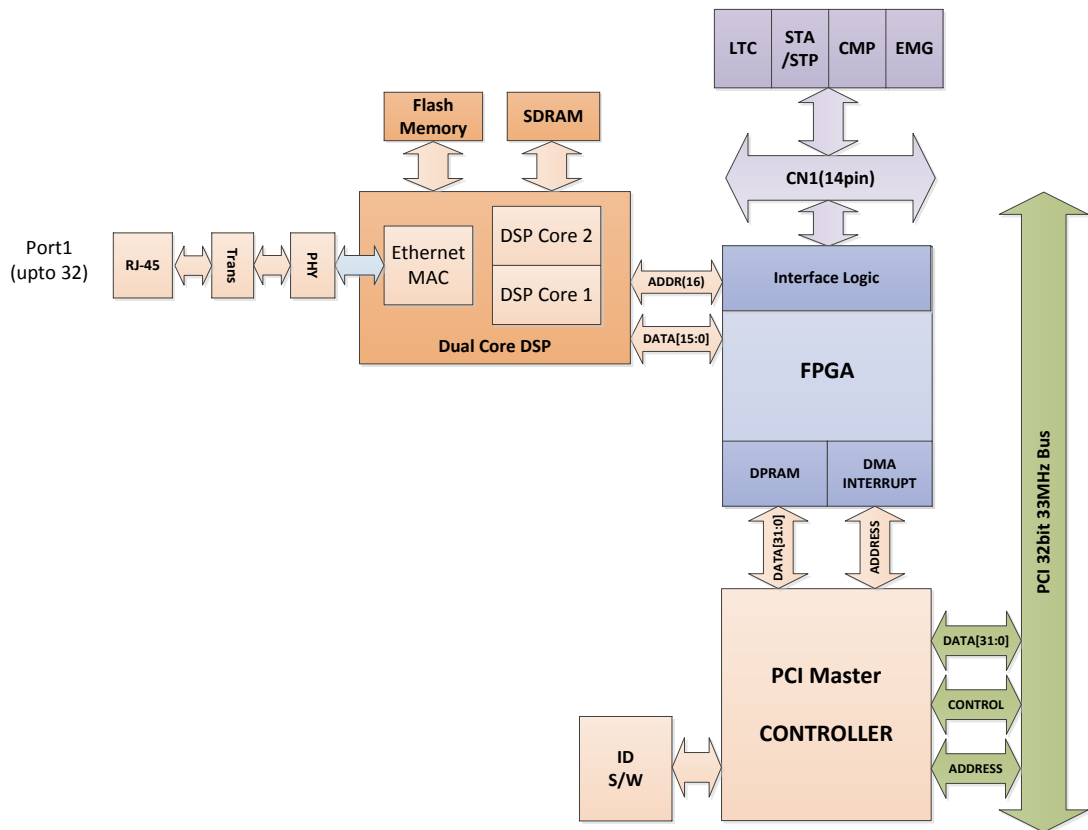 LTC
STA
/STP
CMP
EMG
Flash
Memory
SDRAM
CN1(14pin)
Port1
(upto 32)
RJ-45
Trans
PHY
Ethernet
MAC
DSP Core 2
DSP Core 1
Dual Core DSP
ADDR(16)
DATA[15:0]
Interface Logic
FPGA
DPRAM
DMA
INTERRUPT
DATA[31:0]
ADDRESS
PCI Master
CONTROLLER
ID
S/W
DATA[31:0]
CONTROL
ADDRESS
PCI 32bit 33MHz Bus